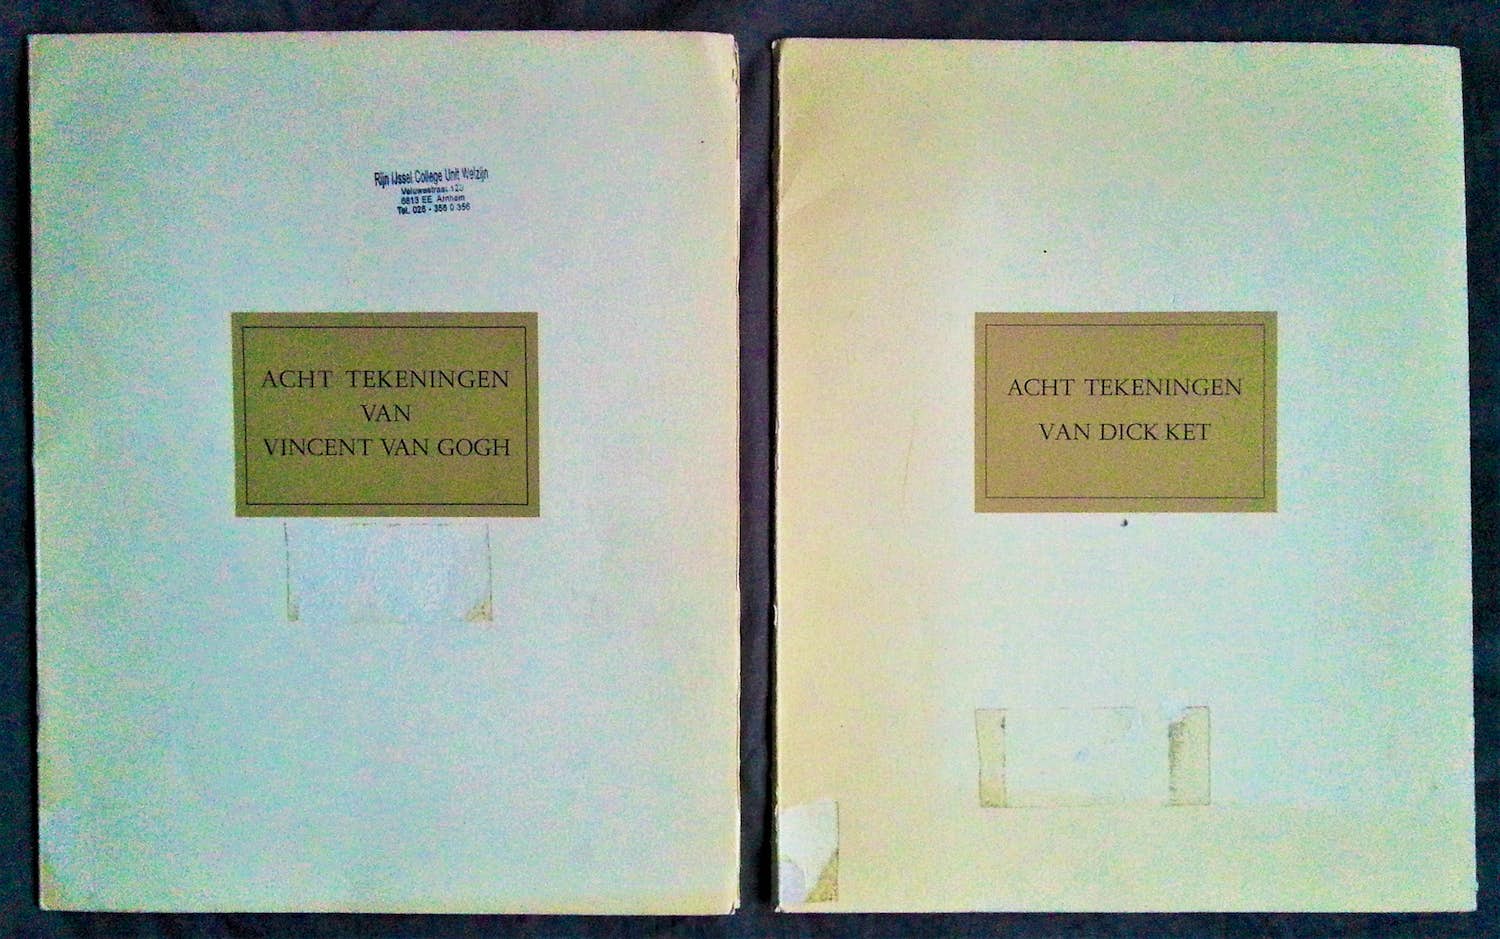 Rijn IJssel College Unit Welzijn
Veluwestraat 123
6813 EE Arnhem
Tel. 026 - 356 0 356
ACHT TEKENINGEN
VAN
VINCENT VAN GOGH
ACHT TEKENINGEN
VAN DICK KET